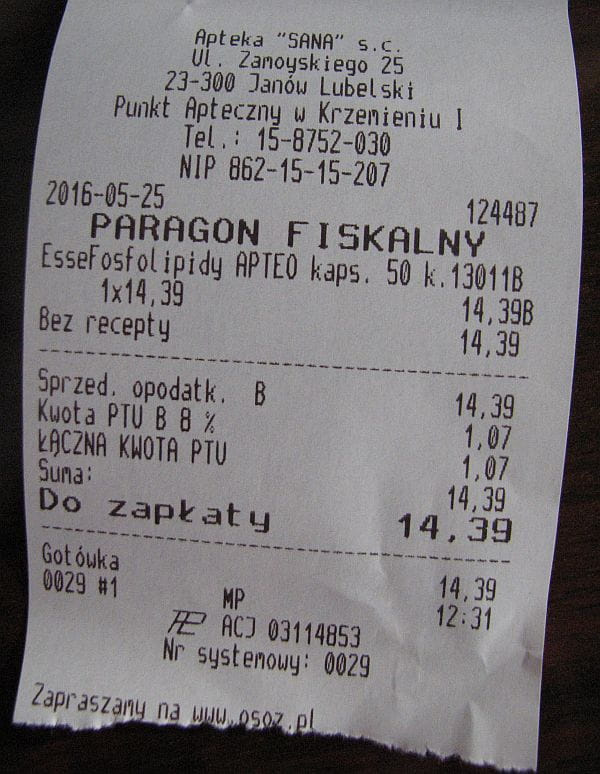 Apteka "SANA" s.c.
Ul. Zamoyskiego 25
23-300 Janów Lubelski
Punkt Apteczny w Krzemieniu I
Tel.: 15-8752-030
NIP 862-15-15-207
2016-05-25 124487
PARAGON FISKALNY
EsseFosfolipidy APTEO kaps. 50 k.13011B
1x14,39 14,39B
Bez recepty 14,39
Sprzed. opodatk. B 14,39
Kwota PTU B 8 % 1,07
ŁĄCZNA KWOTA PTU 1,07
Suma: 14,39
Do zapłaty 14,39
Gotówka 14,39
0029 #1 MP 12:31
ACJ 03114853
Nr systemowy: 0029
Zapraszamy na www.osoz.pl